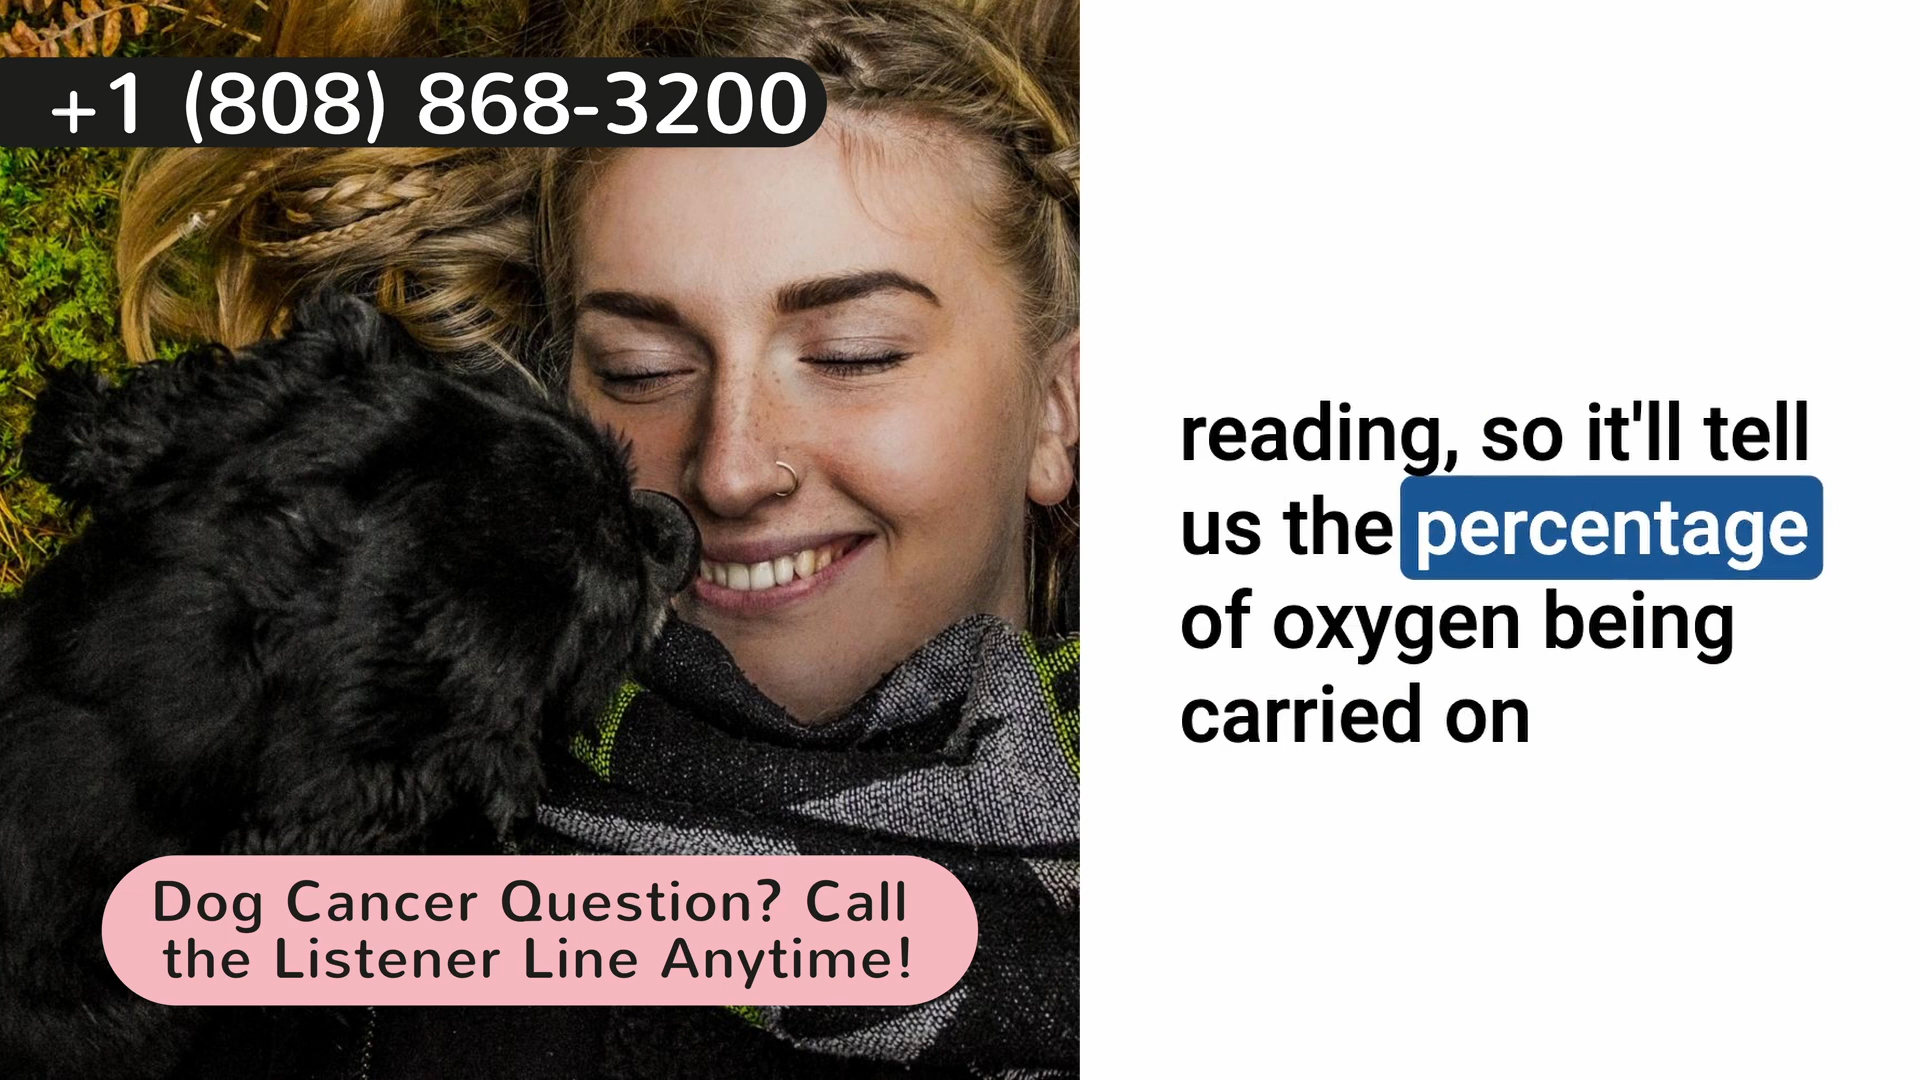 +1 (808) 868-3200
Dog Cancer Question? Call
the Listener Line Anytime!
reading, so it'll tell
us the percentage
of oxygen being
carried on